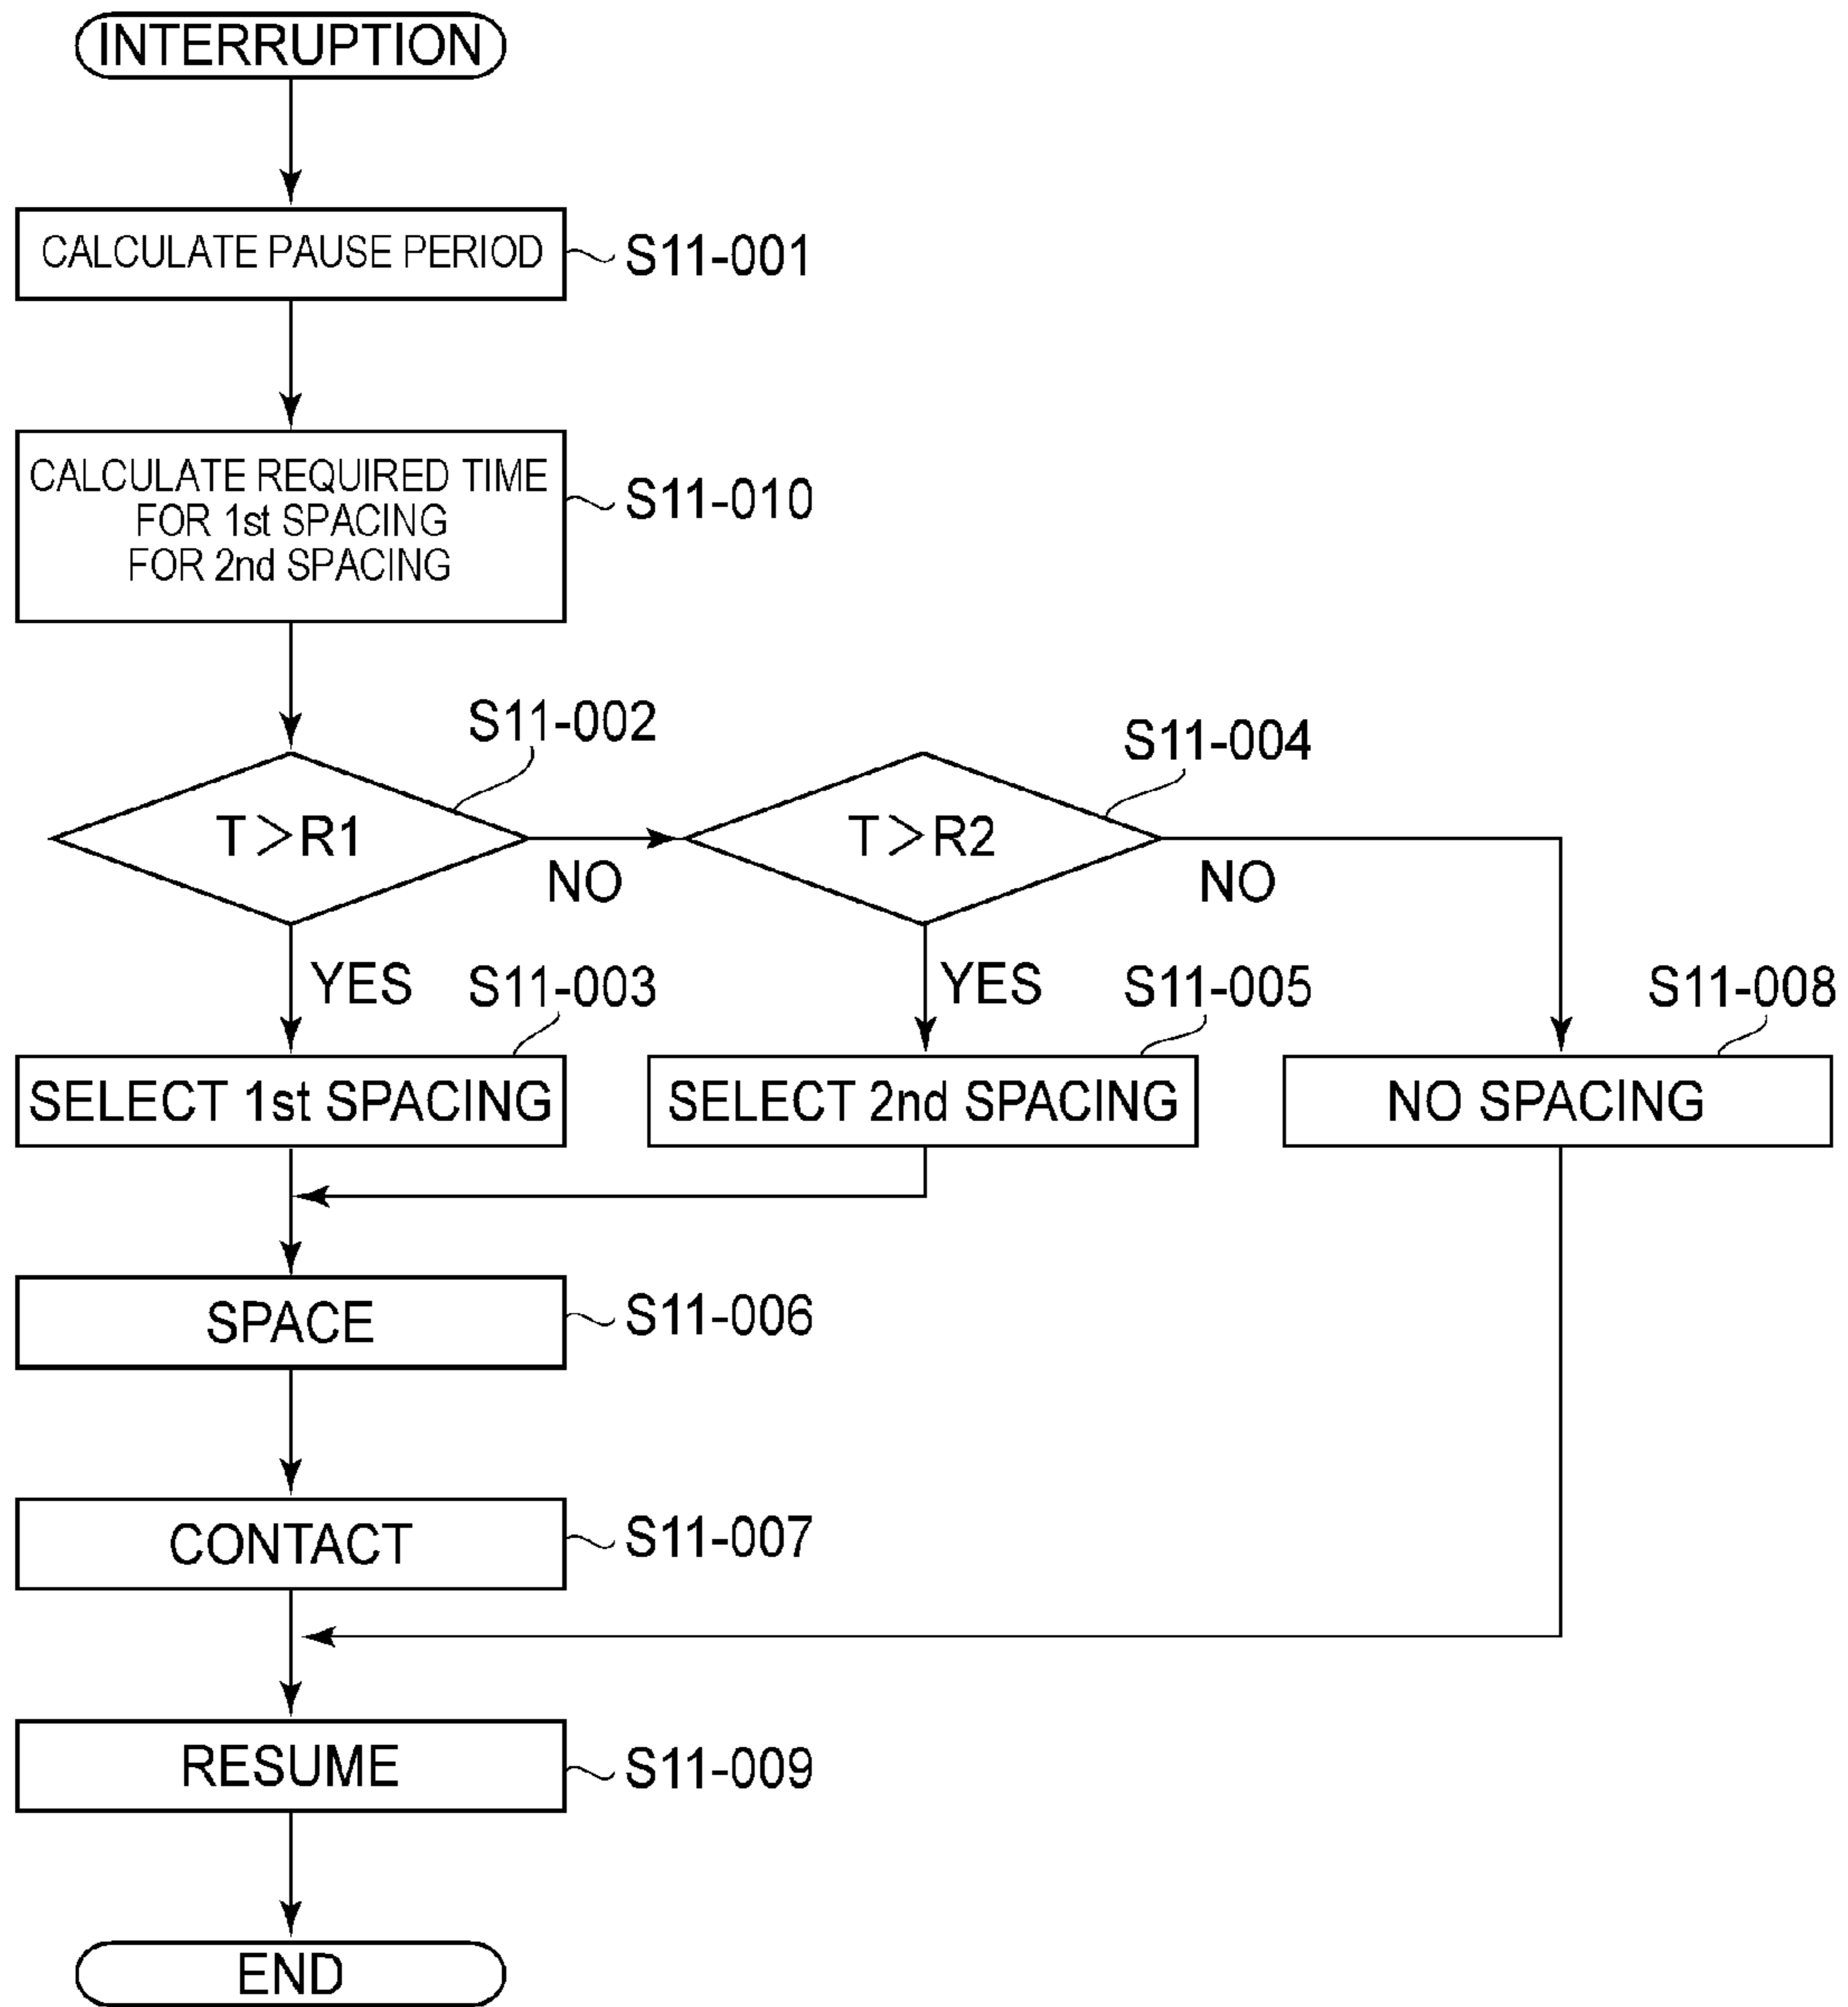 INTERRUPTION
CALCULATE PAUSE PERIOD
S11-001
CALCULATE REQUIRED TIME
FOR 1st SPACING
FOR 2nd SPACING
S11-010
S11-002
S11-004
T>R1
NO
T>R2
NO
YES
S11-003
YES
S11-005
S11-008
SELECT 1st SPACING
SELECT 2nd SPACING
NO SPACING
SPACE
S11-006
CONTACT
S11-007
RESUME
S11-009
END